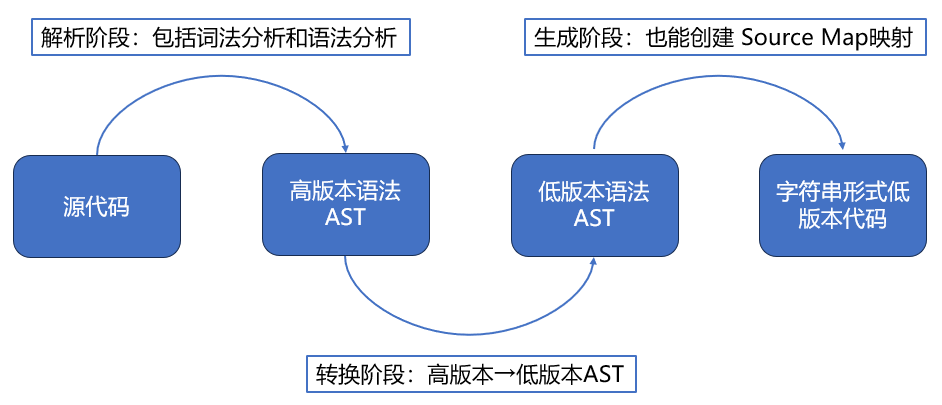 解析阶段：包括词法分析和语法分析
生成阶段：也能创建 Source Map映射
源代码
高版本语法
AST
低版本语法
AST
字符串形式低
版本代码
转换阶段：高版本→低版本AST